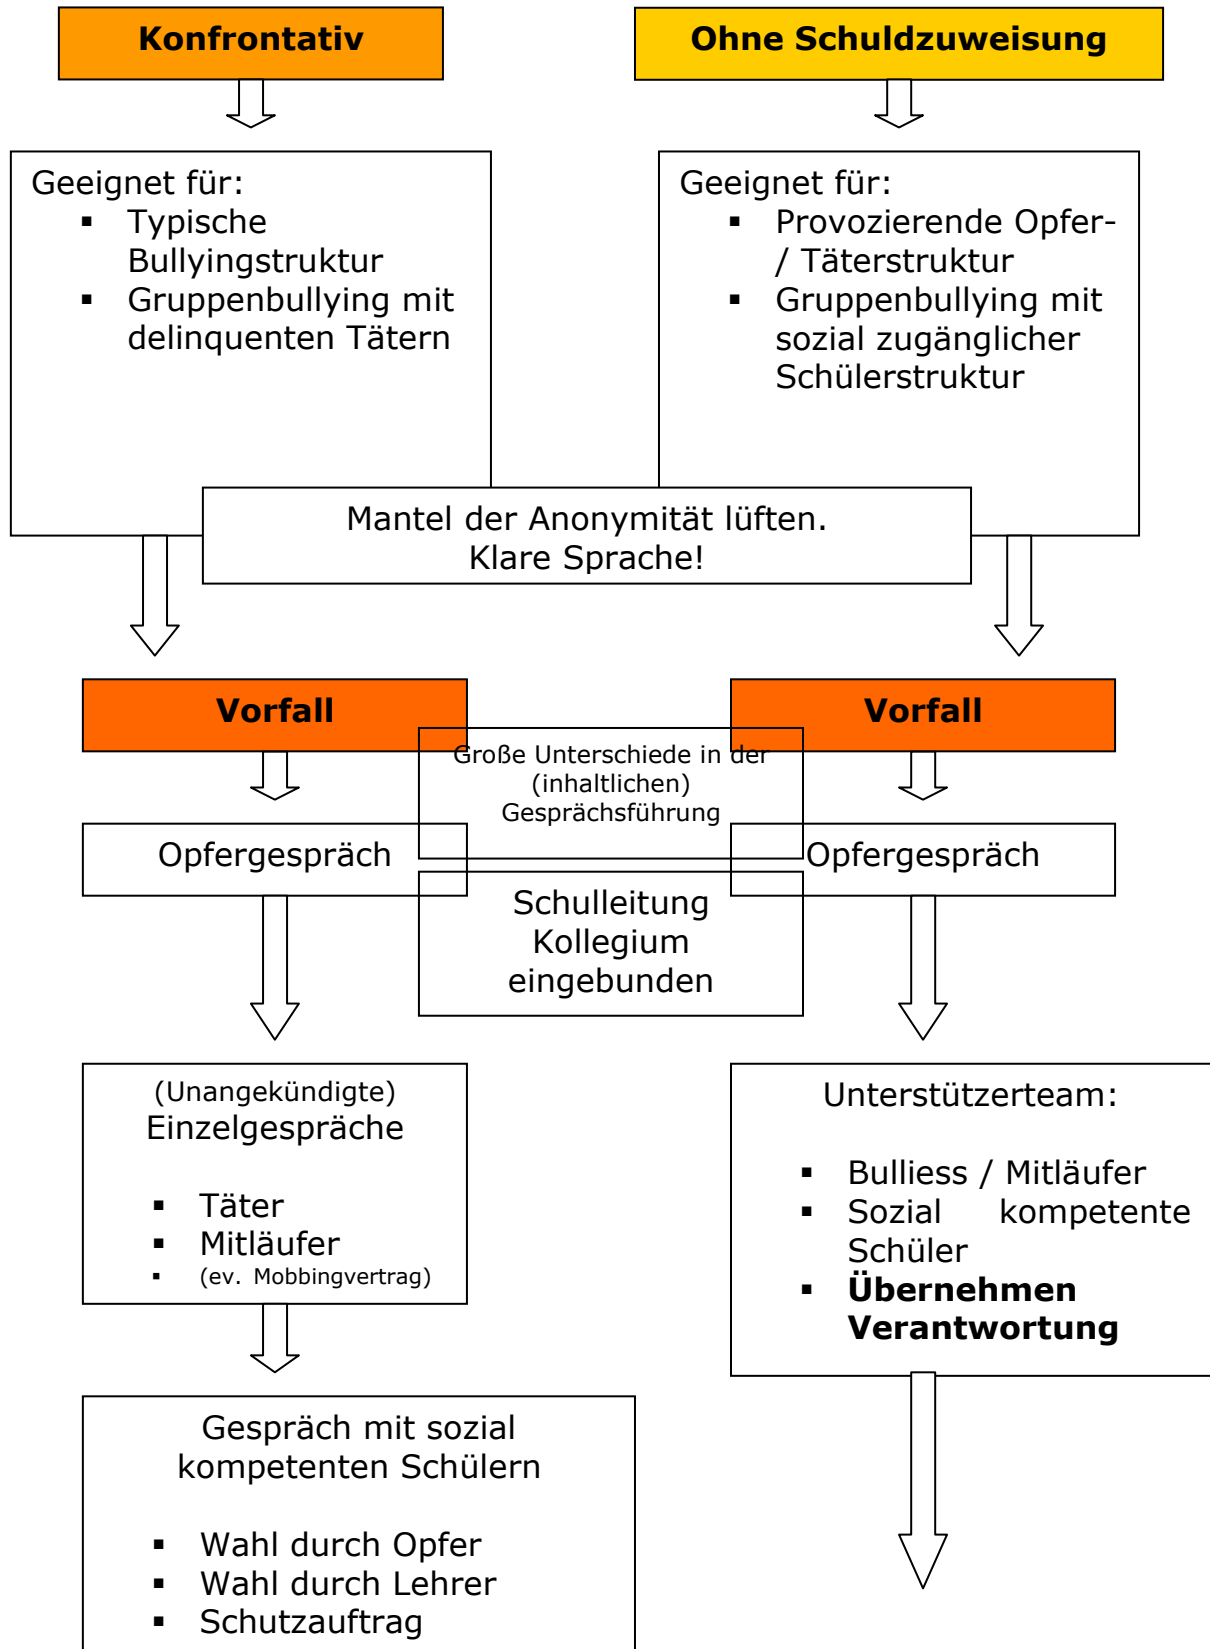 Konfrontativ
Ohne Schuldzuweisung
Geeignet für:
▪ Typische
Bullyingstruktur
▪ Gruppenbullying mit
delinquenten Tätern
Geeignet für:
▪ Provozierende Opfer-
/ Täterstruktur
▪ Gruppenbullying mit
sozial zugänglicher
Schülerstruktur
Mantel der Anonymität lüften.
Klare Sprache!
Vorfall
Vorfall
Große Unterschiede in der
(inhaltlichen)
Gesprächsführung
Opfergespräch
Opfergespräch
Schulleitung
Kollegium
eingebunden
(Unangekündigte)
Einzelgespräche
▪ Täter
▪ Mitläufer
▪ (ev. Mobbingvertrag)
Unterstützerteam:
▪ Bulliess / Mitläufer
▪ Sozial kompetente
Schüler
▪ Übernehmen
Verantwortung
Gespräch mit sozial
kompetenten Schülern
▪ Wahl durch Opfer
▪ Wahl durch Lehrer
▪ Schutzauftrag